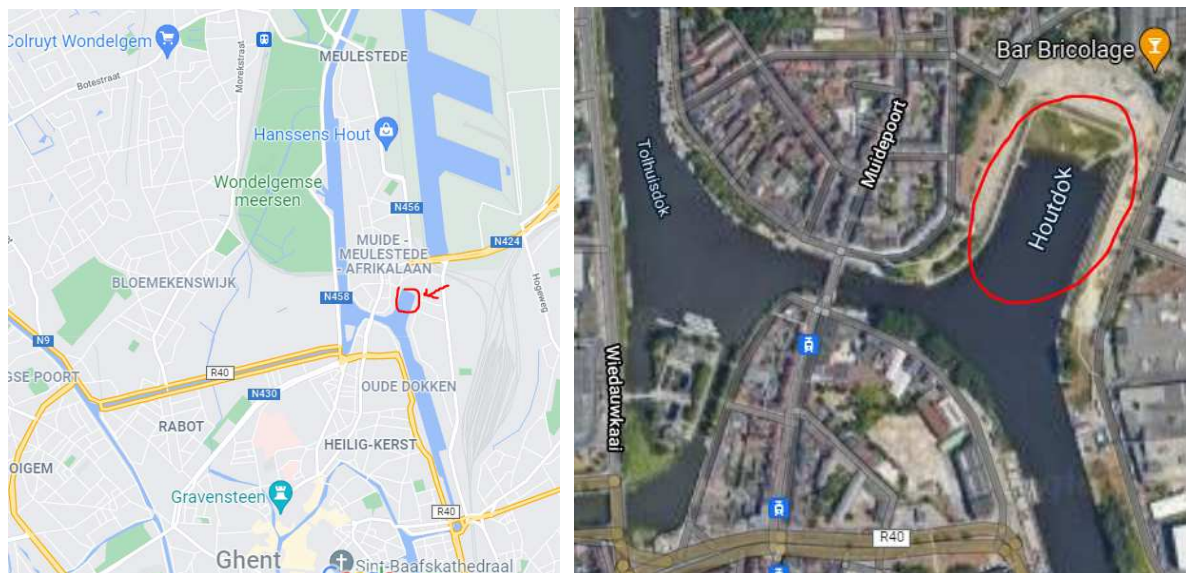 Colruyt Wondelgem
Botestraat
Morekstraat
MEULESTEDE
Hanssens Hout
Wondelgemse
meersen
N456
N424
MUIDE -
MEULESTEDE
- AFRIKALAAN
Hogeweg
BLOEMEKENSWIJK
N458
N9
R40
GSE POORT
OUDE DOKKEN
N430
RABOT
HEILIG-KERST
OIGEM
Gravensteen
R40
Ghent
Sint-Baafskathedraal
Bar Bricolage
Tolhuisdok
Muidepoort
Houtdok
Wiedauwkaai
R40